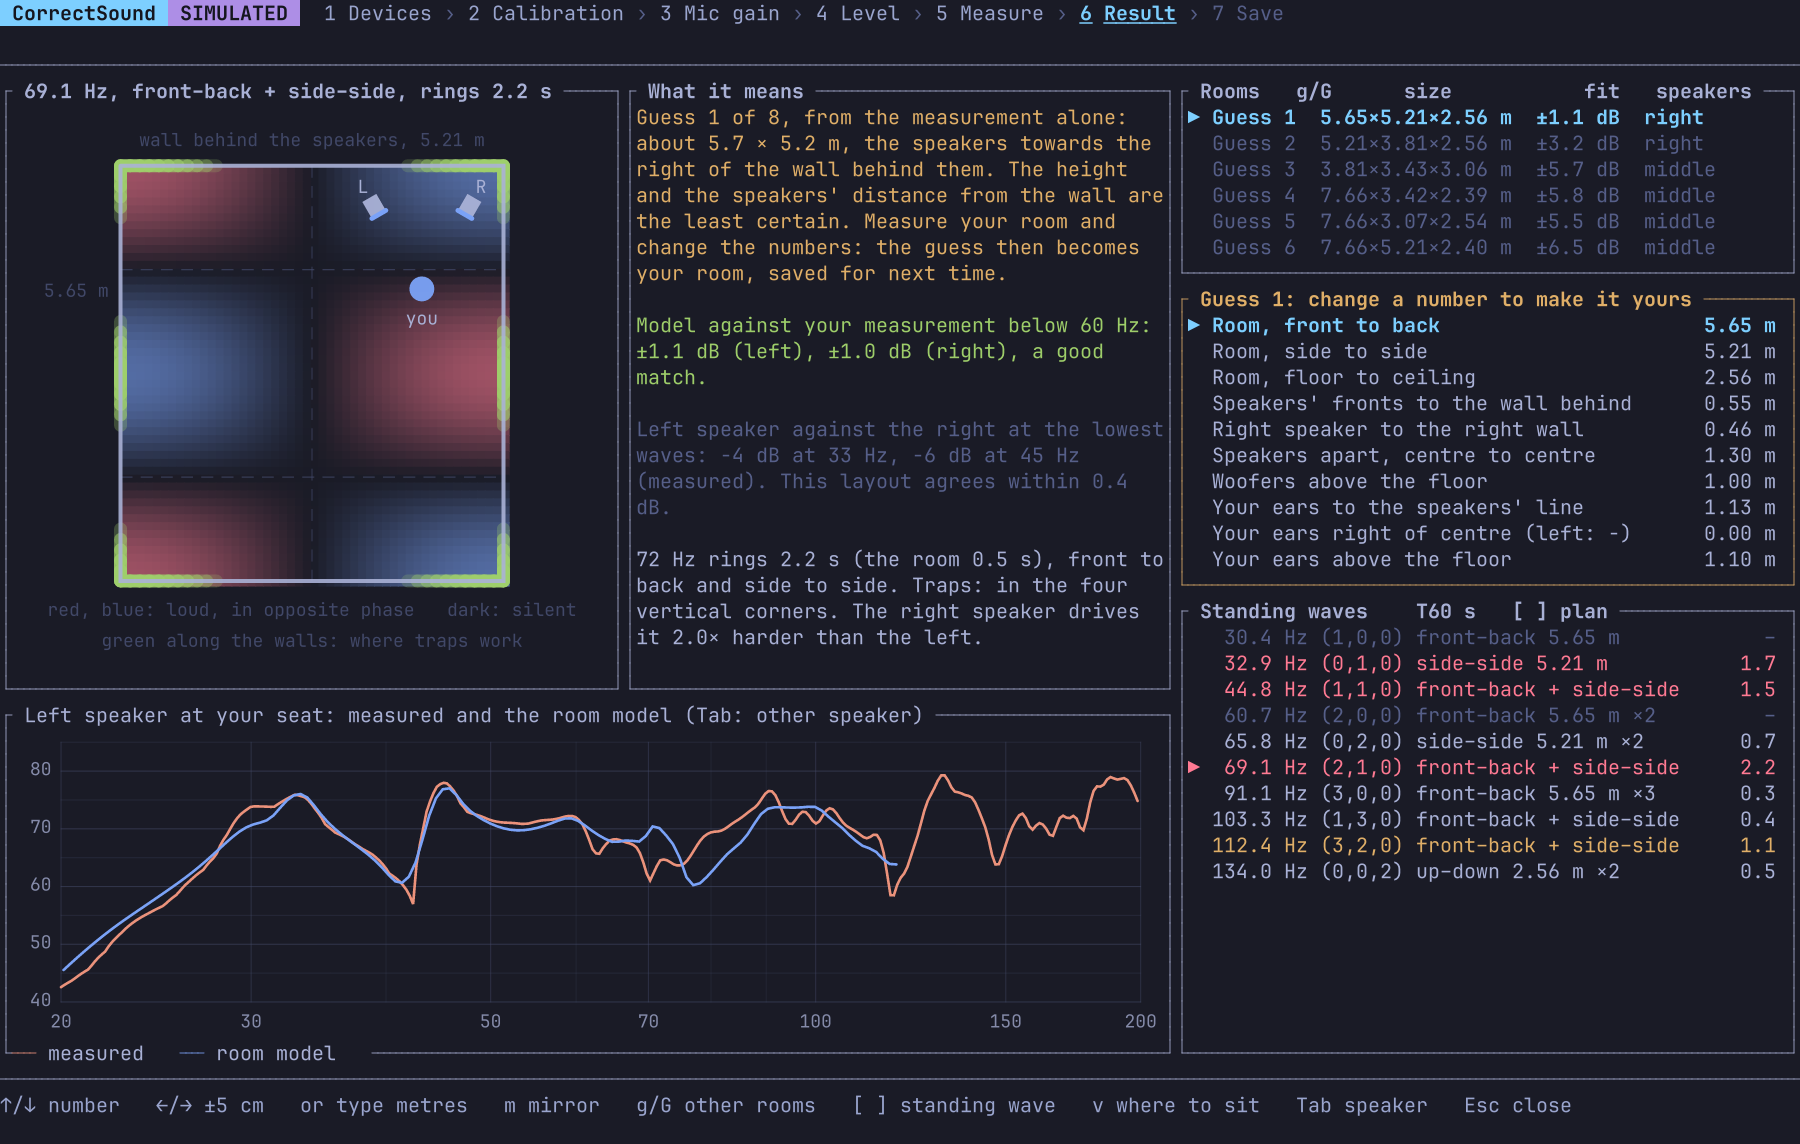 CorrectSound SIMULATED 1 Devices › 2 Calibration › 3 Mic gain › 4 Level › 5 Measure › 6 Result › 7 Save
69.1 Hz, front-back + side-side, rings 2.2 s
wall behind the speakers, 5.21 m
L R
5.65 m
you
red, blue: loud, in opposite phase dark: silent
green along the walls: where traps work
What it means
Guess 1 of 8, from the measurement alone:
about 5.7 × 5.2 m, the speakers towards the
right of the wall behind them. The height
and the speakers' distance from the wall are
the least certain. Measure your room and
change the numbers: the guess then becomes
your room, saved for next time.
Model against your measurement below 60 Hz:
±1.1 dB (left), ±1.0 dB (right), a good
match.
Left speaker against the right at the lowest
waves: -4 dB at 33 Hz, -6 dB at 45 Hz
(measured). This layout agrees within 0.4
dB.
72 Hz rings 2.2 s (the room 0.5 s), front to
back and side to side. Traps: in the four
vertical corners. The right speaker drives
it 2.0× harder than the left.
Rooms g/G size fit speakers
▶ Guess 1 5.65×5.21×2.56 m ±1.1 dB right
Guess 2 5.21×3.81×2.56 m ±3.2 dB right
Guess 3 3.81×3.43×3.06 m ±5.7 dB middle
Guess 4 7.66×3.42×2.39 m ±5.8 dB middle
Guess 5 7.66×3.07×2.54 m ±5.5 dB middle
Guess 6 7.66×5.21×2.40 m ±6.5 dB middle
Guess 1: change a number to make it yours
▶ Room, front to back 5.65 m
Room, side to side 5.21 m
Room, floor to ceiling 2.56 m
Speakers' fronts to the wall behind 0.55 m
Right speaker to the right wall 0.46 m
Speakers apart, centre to centre 1.30 m
Woofers above the floor 1.00 m
Your ears to the speakers' line 1.13 m
Your ears right of centre (left: -) 0.00 m
Your ears above the floor 1.10 m
Standing waves T60 s [ ] plan
30.4 Hz (1,0,0) front-back 5.65 m –
32.9 Hz (0,1,0) side-side 5.21 m 1.7
44.8 Hz (1,1,0) front-back + side-side 1.5
60.7 Hz (2,0,0) front-back 5.65 m ×2 –
65.8 Hz (0,2,0) side-side 5.21 m ×2 0.7
▶ 69.1 Hz (2,1,0) front-back + side-side 2.2
91.1 Hz (3,0,0) front-back 5.65 m ×3 0.3
103.3 Hz (1,3,0) front-back + side-side 0.4
112.4 Hz (3,2,0) front-back + side-side 1.1
134.0 Hz (0,0,2) up-down 2.56 m ×2 0.5
Left speaker at your seat: measured and the room model (Tab: other speaker)
80
70
60
50
40
20 30 50 70 100 150 200
measured room model
↑/↓ number ←/→ ±5 cm or type metres m mirror g/G other rooms [ ] standing wave v where to sit Tab speaker Esc close